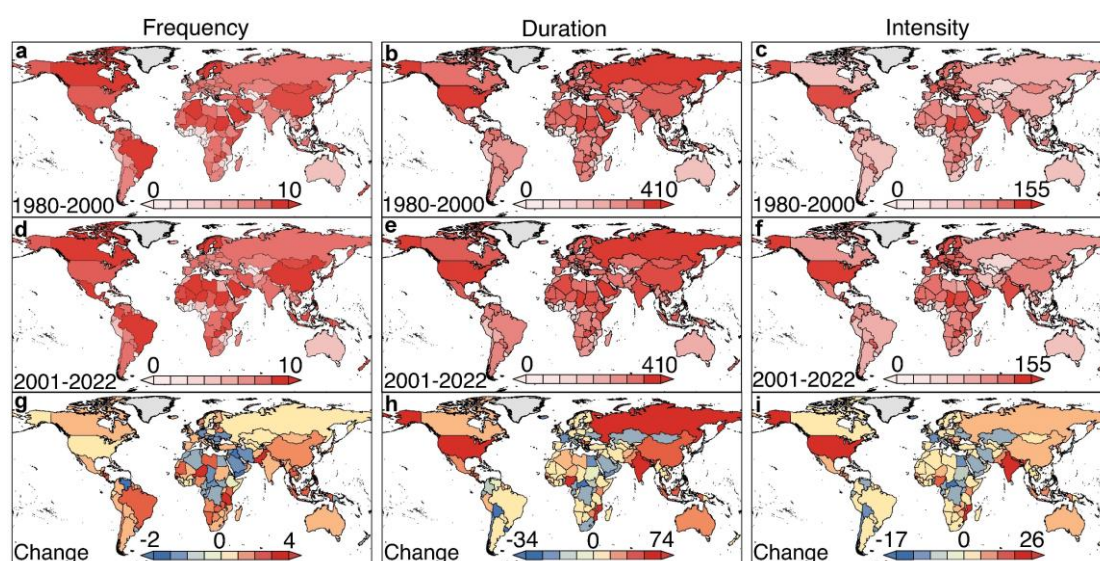 Frequency Duration Intensity
a b c
0 10 0 410 0 155
1980-2000 1980-2000 1980-2000
d e f
0 10 0 410 0 155
2001-2022 2001-2022 2001-2022
g h i
-2 0 4 -34 0 74 -17 0 26
Change Change Change